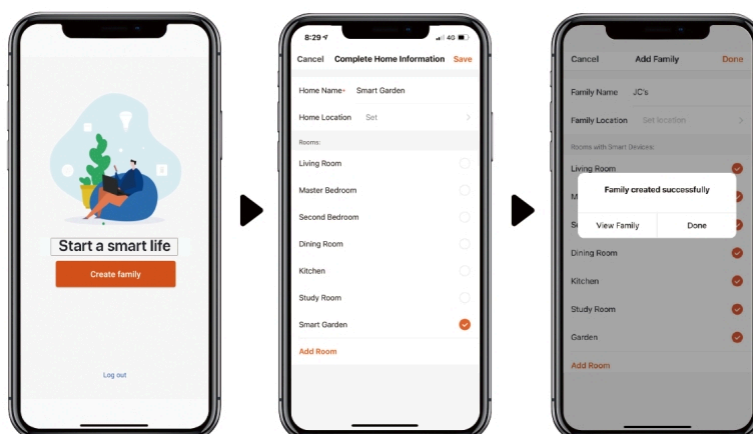 Start a smart life
Create family
Log out
8:29
4G
Cancel Complete Home Information Save
Home Name* Smart Garden
Home Location Set
Rooms:
Living Room
Master Bedroom
Second Bedroom
Dining Room
Kitchen
Study Room
Smart Garden
Add Room
Cancel Add Family Done
Family Name JC's
Family Location Set location
Rooms with Smart Devices:
Living Room
M
Family created successfully
S
View Family Done
Dining Room
Kitchen
Study Room
Garden
Add Room